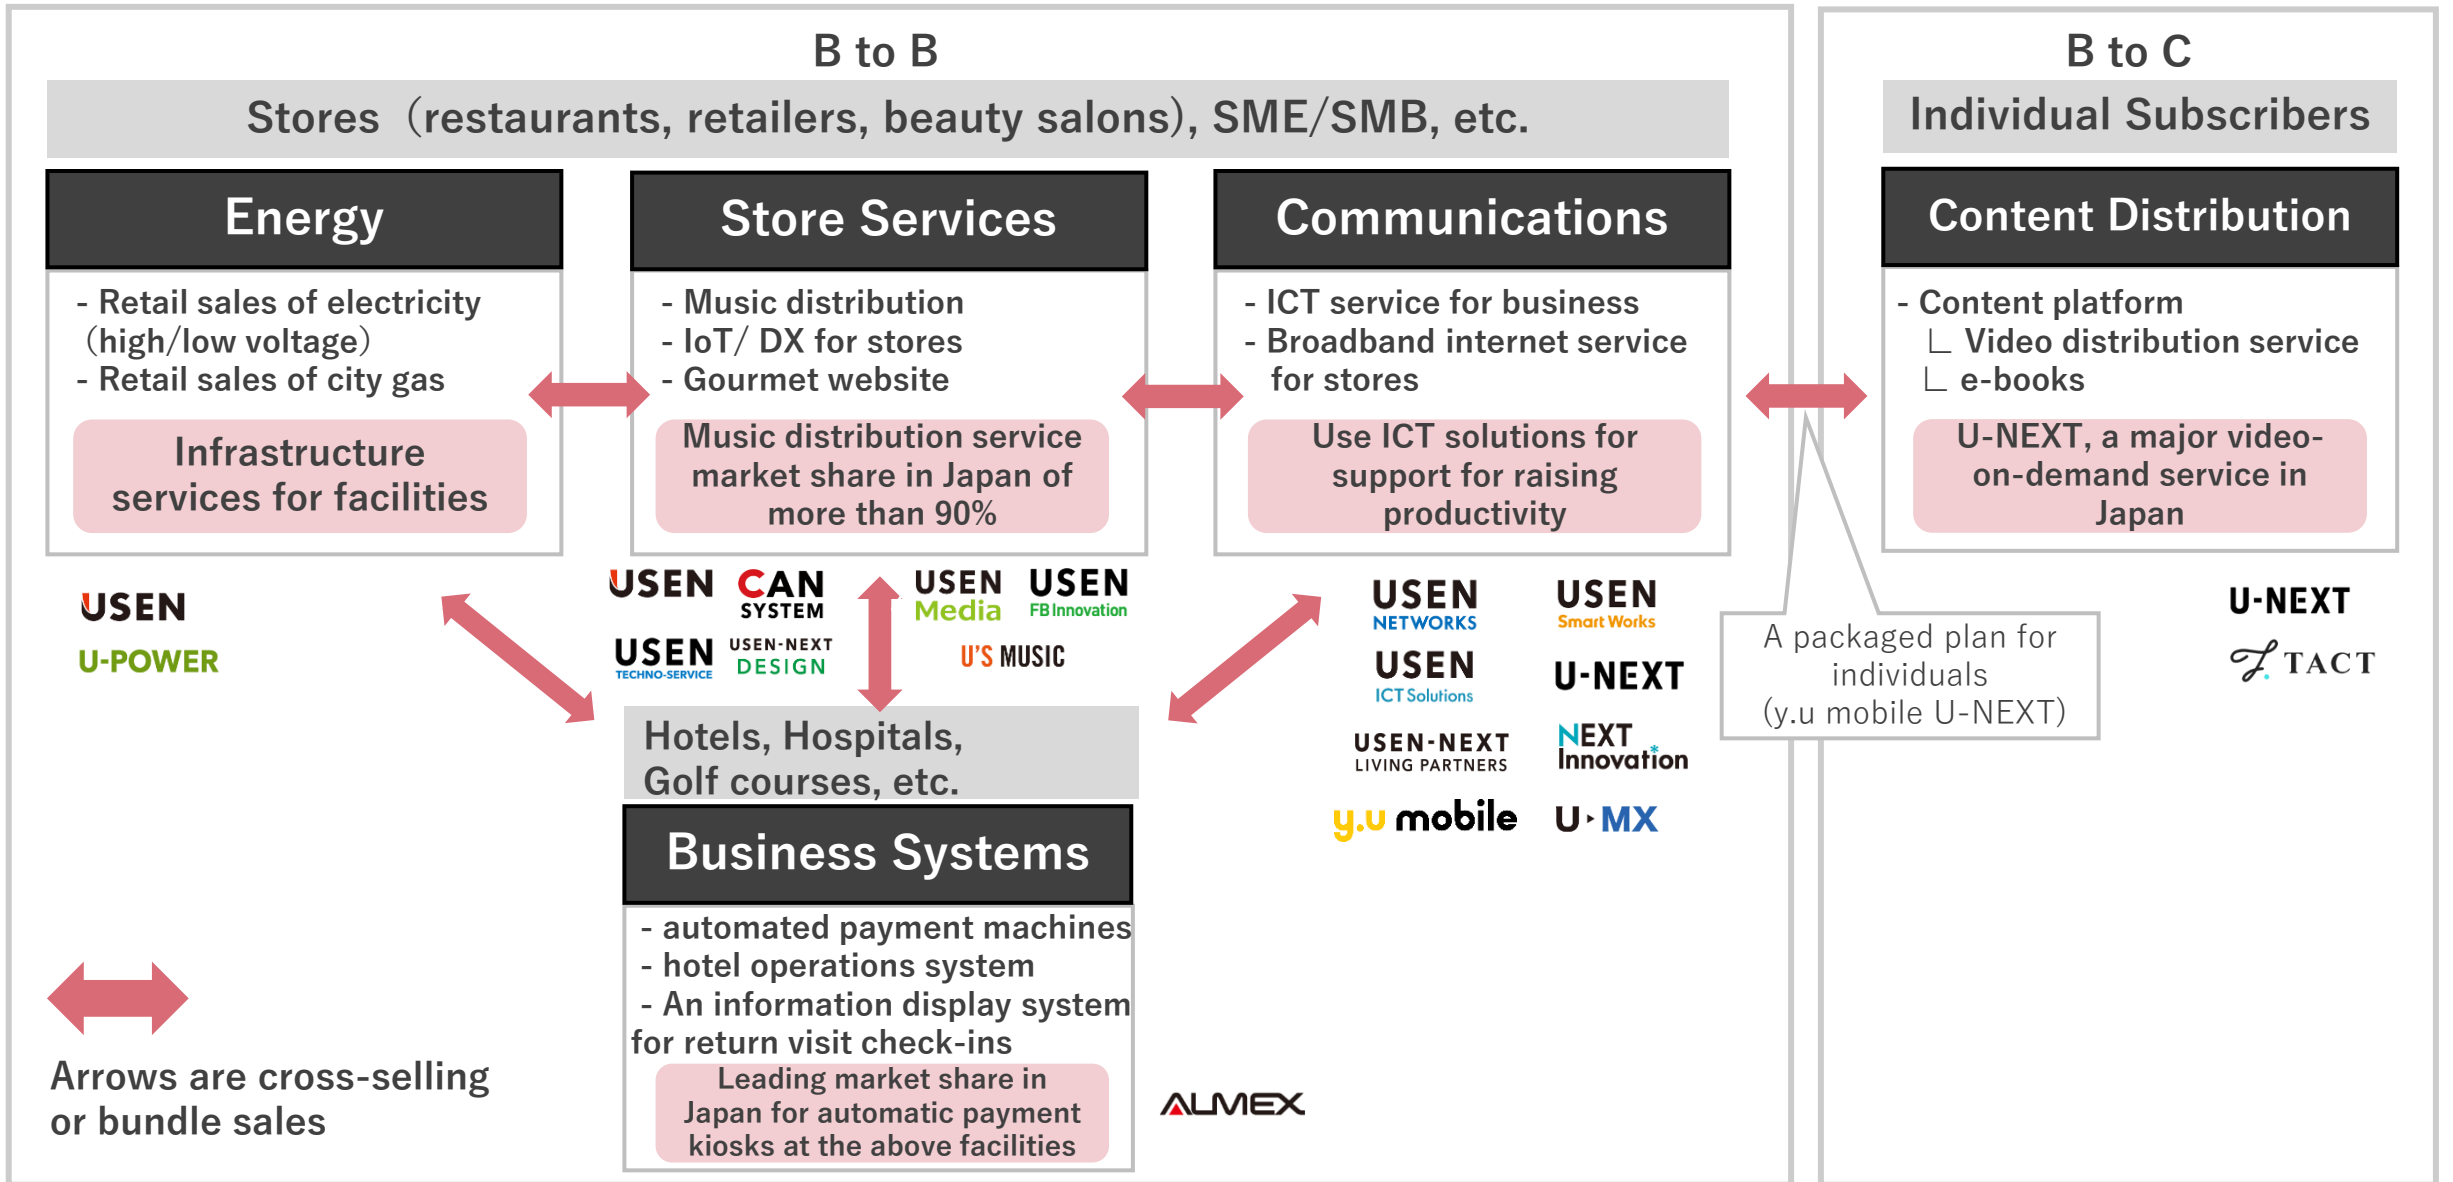 B to B
Stores（restaurants, retailers, beauty salons), SME/SMB, etc.
Energy
- Retail sales of electricity
（high/low voltage）
- Retail sales of city gas
Infrastructure
services for facilities
USEN
U-POWER
Store Services
- Music distribution
- IoT/ DX for stores
- Gourmet website
Music distribution service
market share in Japan of
more than 90%
USEN
CAN
SYSTEM
USEN
Media
USEN
FB Innovation
USEN
TECHNO-SERVICE
USEN-NEXT
DESIGN
U'S MUSIC
Communications
- ICT service for business
- Broadband internet service
for stores
Use ICT solutions for
support for raising
productivity
USEN
NETWORKS
USEN
Smart Works
USEN
ICT Solutions
U-NEXT
USEN-NEXT
LIVING PARTNERS
NEXT
Innovation
y.u mobile
U MX
Hotels, Hospitals,
Golf courses, etc.
Business Systems
- automated payment machines
- hotel operations system
- An information display system
for return visit check-ins
Leading market share in
Japan for automatic payment
kiosks at the above facilities
ALMEX
Arrows are cross-selling
or bundle sales
B to C
Individual Subscribers
Content Distribution
- Content platform
∟ Video distribution service
∟ e-books
U-NEXT, a major video-
on-demand service in
Japan
U-NEXT
TACT
A packaged plan for
individuals
(y.u mobile U-NEXT)